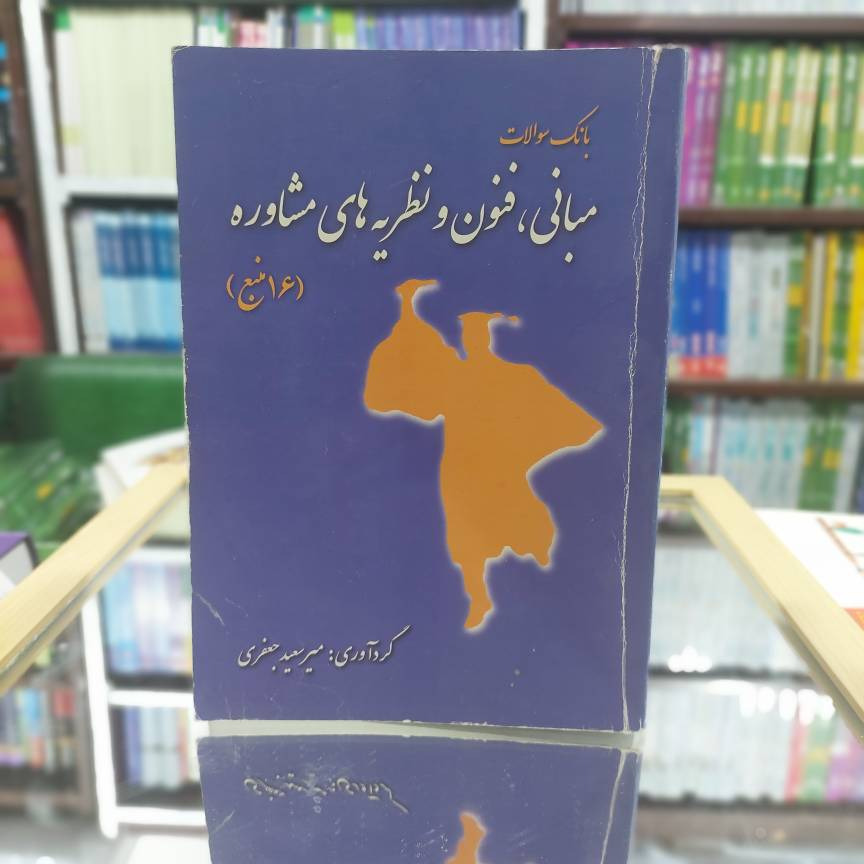 بانک سوالات
مبانی، فنون و نظریه های مشاوره
(۱۶ منبع)
گردآوری: میرسعید جعفری